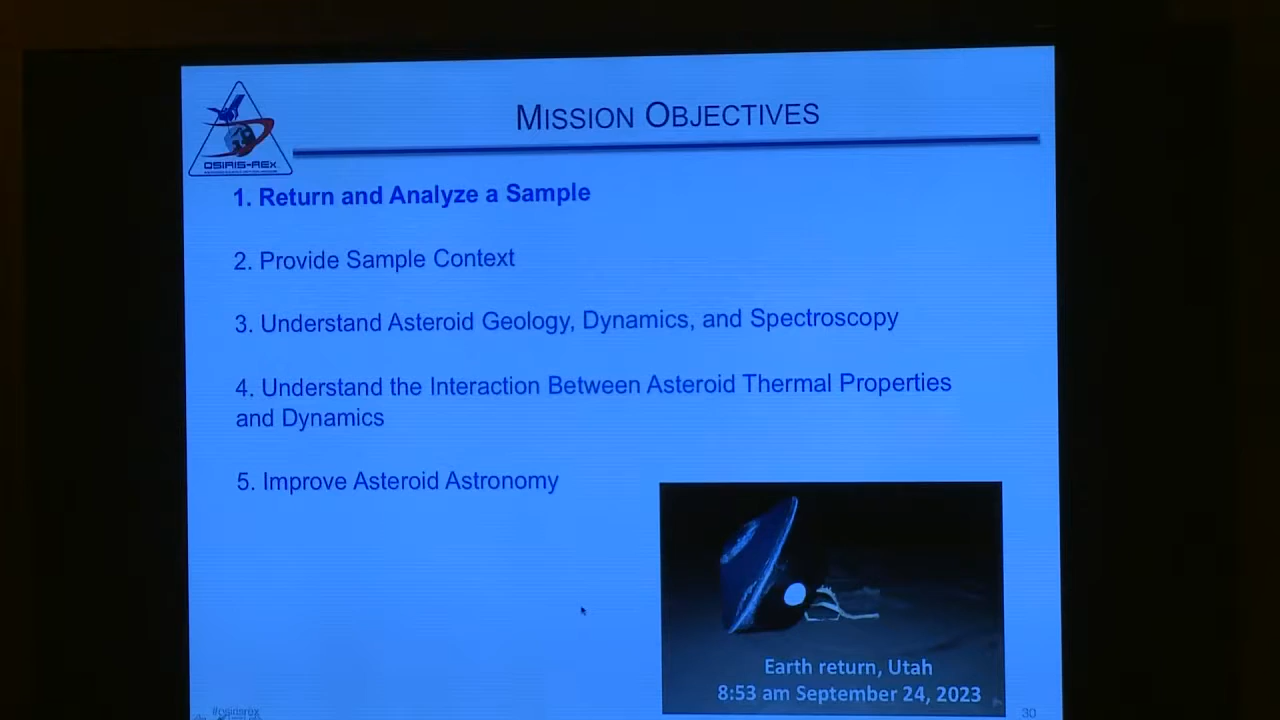 MISSION OBJECTIVES
OSIRIS-REX
1. Return and Analyze a Sample
2. Provide Sample Context
3. Understand Asteroid Geology, Dynamics, and Spectroscopy
4. Understand the Interaction Between Asteroid Thermal Properties
and Dynamics
5. Improve Asteroid Astronomy
Earth return, Utah
8:53 am September 24, 2023
#osirisrex
30